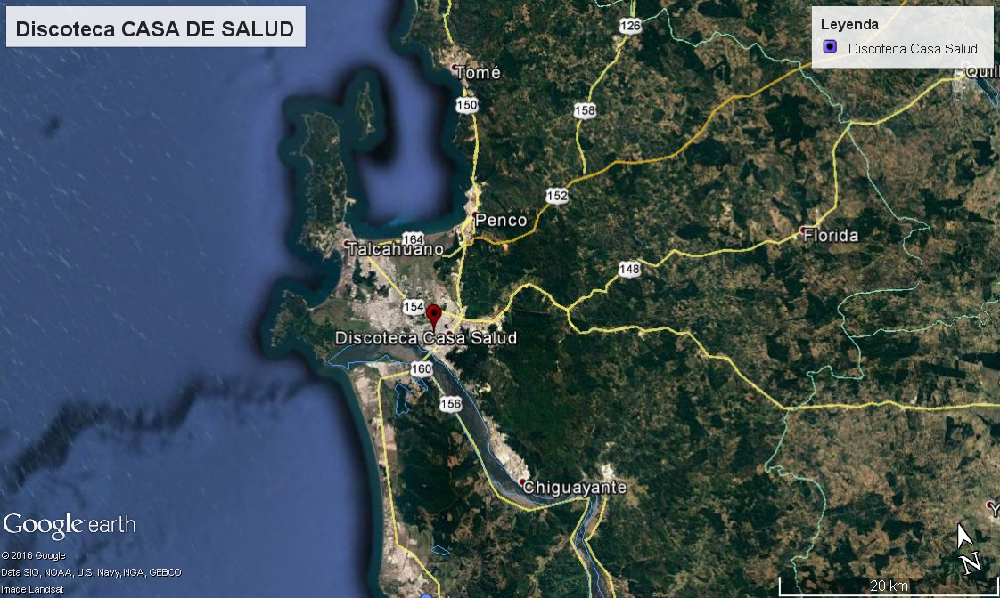 Discoteca CASA DE SALUD
Leyenda
Discoteca Casa Salud
126
Tomé
150
158
152
Penco
164
Talcahuano
Florida
148
154
Discoteca Casa Salud
160
156
Chiguayante
Google earth
© 2016 Google
Data SIO, NOAA, U.S. Navy, NGA, GEBCO
Image Landsat
N
20 km